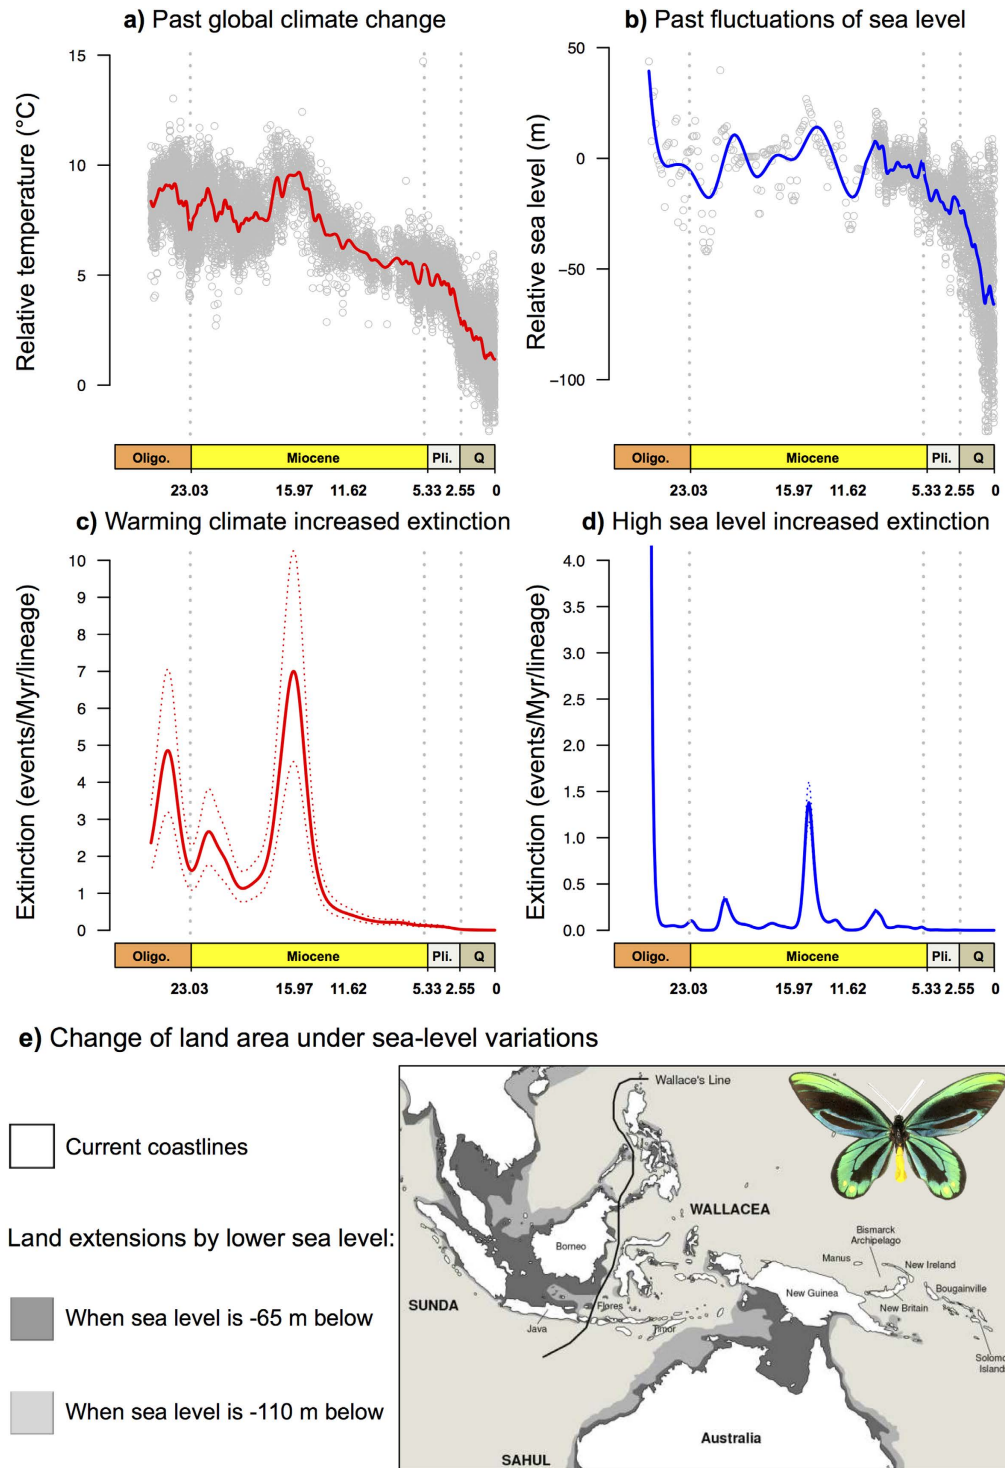 a) Past global climate change
b) Past fluctuations of sea level
Relative temperature (°C)
15
10
5
0
Relative sea level (m)
50
0
−50
−100
Oligo. Miocene Pli. Q
23.03 15.97 11.62 5.33 2.55 0
Oligo. Miocene Pli. Q
23.03 15.97 11.62 5.33 2.55 0
c) Warming climate increased extinction
d) High sea level increased extinction
Extinction (events/Myr/lineage)
10
9
8
7
6
5
4
3
2
1
0
Extinction (events/Myr/lineage)
4.0
3.5
3.0
2.5
2.0
1.5
1.0
0.5
0.0
Oligo. Miocene Pli. Q
23.03 15.97 11.62 5.33 2.55 0
Oligo. Miocene Pli. Q
23.03 15.97 11.62 5.33 2.55 0
e) Change of land area under sea-level variations
Current coastlines
Land extensions by lower sea level:
When sea level is -65 m below
When sea level is -110 m below
Wallace's Line
WALLACEA
Bismarck
Archipelago
Manus
New Ireland
Borneo
Bougainville
New Guinea
SUNDA
Flores
New Britain
Java
Timor
Solomo
Island
Australia
SAHUL